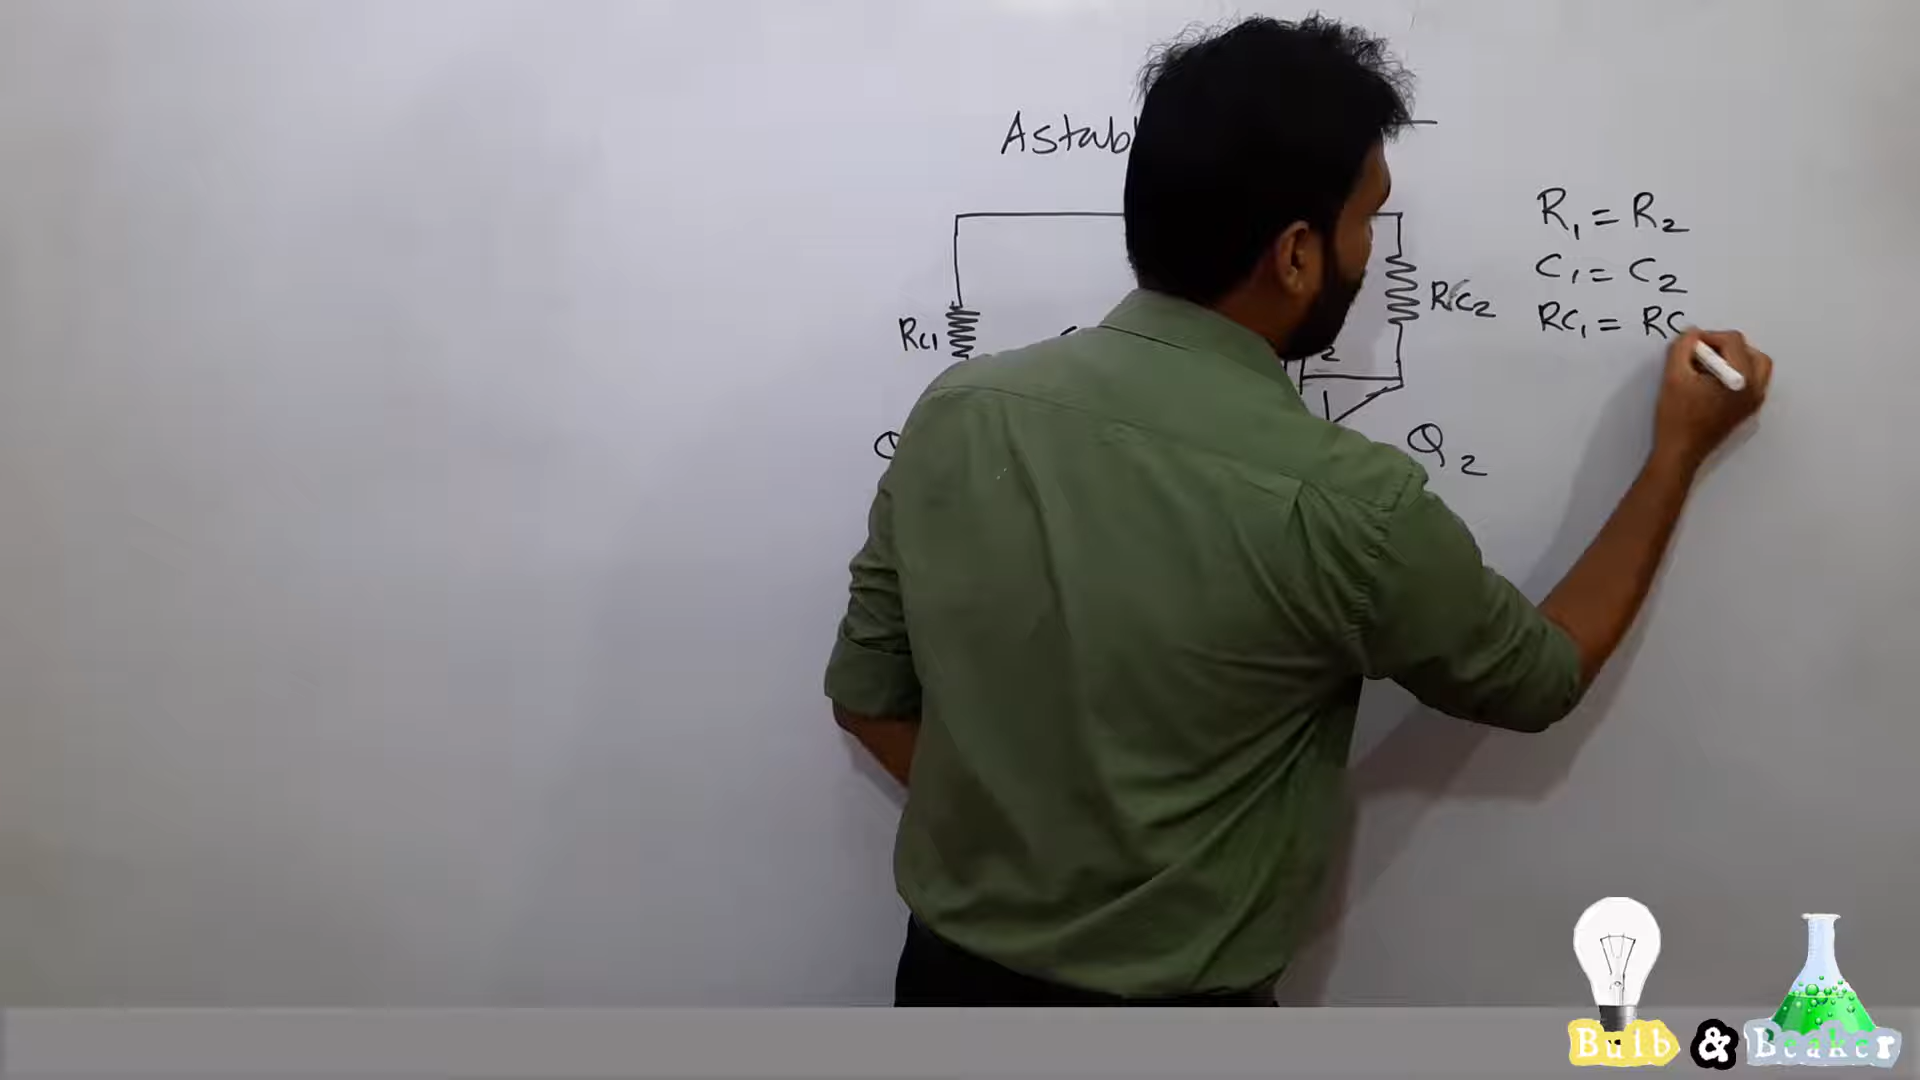 Astab
R1 = R2
C1 = C2
RC1 = RC
RC1
RC2
Q2
Bulb & Beaker